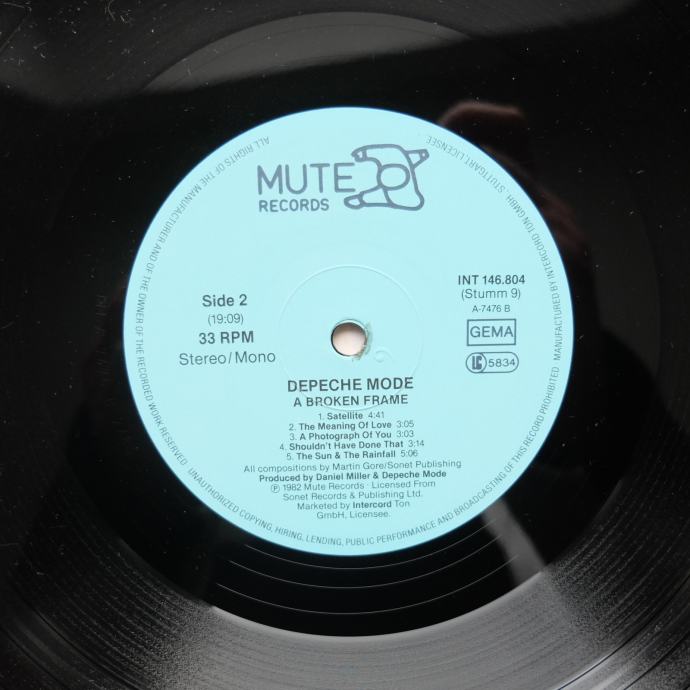 MUTE
RECORDS
Side 2
(19:09)
33 RPM
Stereo/Mono
INT 146.804
(Stumm 9)
A-7476 B
GEMA
LC 5834
DEPECHE MODE
A BROKEN FRAME
1. Satellite 4:41
2. The Meaning Of Love 3:05
3. A Photograph Of You 3:03
4. Shouldn't Have Done That 3:14
5. The Sun & The Rainfall 5:06
All compositions by Martin Gore/Sonet Publishing
Produced by Daniel Miller & Depeche Mode
℗ 1982 Mute Records · Licensed From
Sonet Records & Publishing Ltd.
Marketed by Intercord Ton
GmbH, Licensee.
ALL RIGHTS OF THE MANUFACTURER AND OF THE OWNER OF THE RECORDED WORK RESERVED UNAUTHORIZED COPYING, HIRING, LENDING, PUBLIC PERFORMANCE AND BROADCASTING OF THIS RECORD PROHIBITED MANUFACTURED BY INTERCORD TON GMBH. STUTTGART LICENSEE